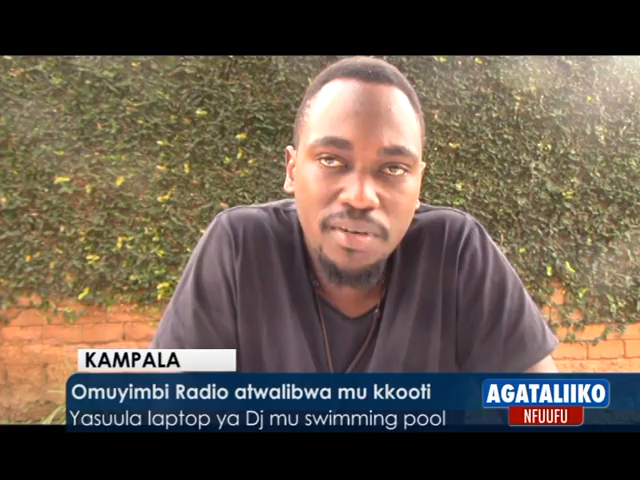 KAMPALA
Omuyimbi Radio atwalibwa mu kkooti
Yasuula laptop ya Dj mu swimming pool
AGATALIIKO
NFUUFU